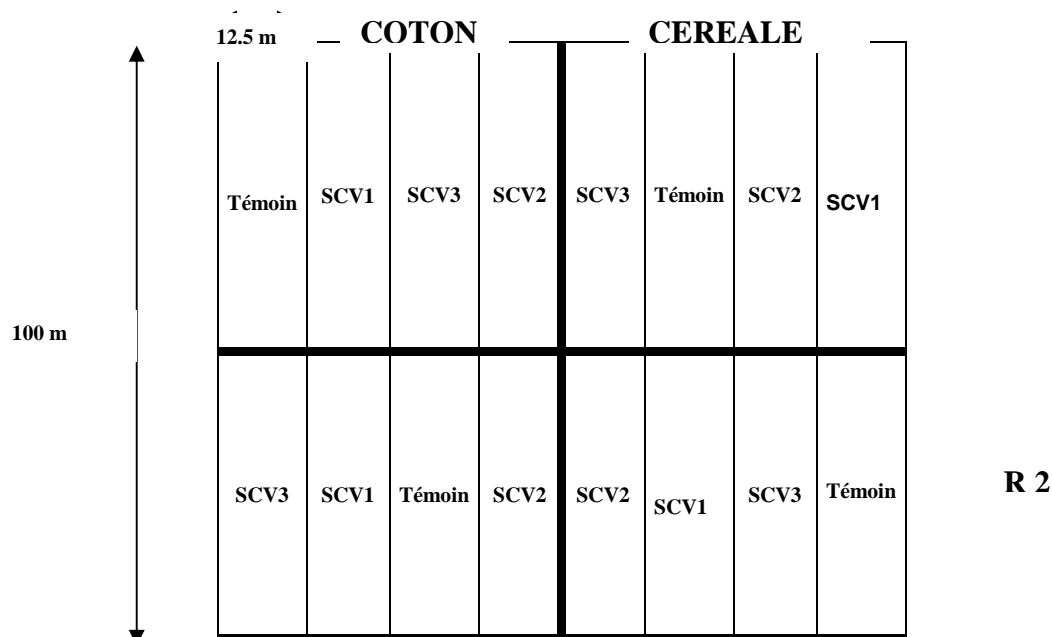 12.5 m COTON CEREALE
Témoin SCV1 SCV3 SCV2 SCV3 Témoin SCV2 SCV1
100 m
SCV3 SCV1 Témoin SCV2 SCV2 SCV1 SCV3 Témoin
R 2